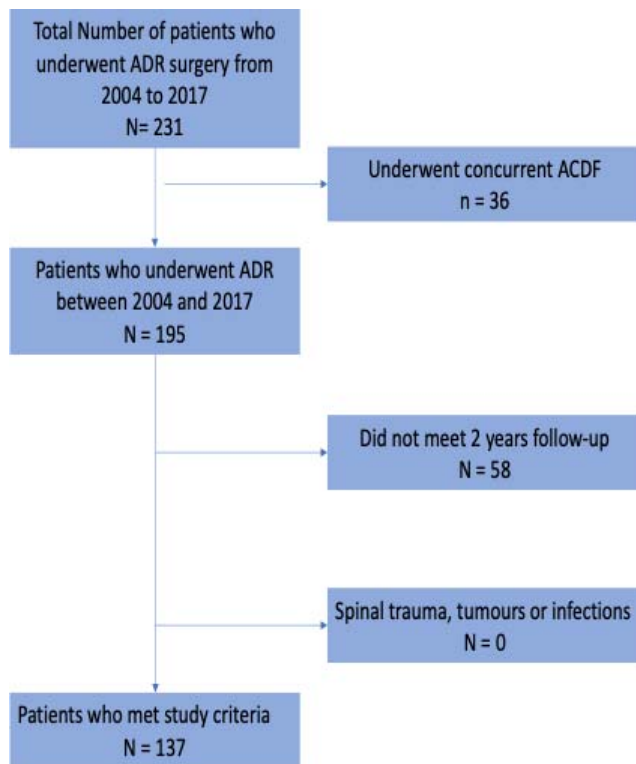 Total Number of patients who
underwent ADR surgery from
2004 to 2017
N= 231
Underwent concurrent ACDF
n = 36
Patients who underwent ADR
between 2004 and 2017
N = 195
Did not meet 2 years follow-up
N = 58
Spinal trauma, tumours or infections
N = 0
Patients who met study criteria
N = 137